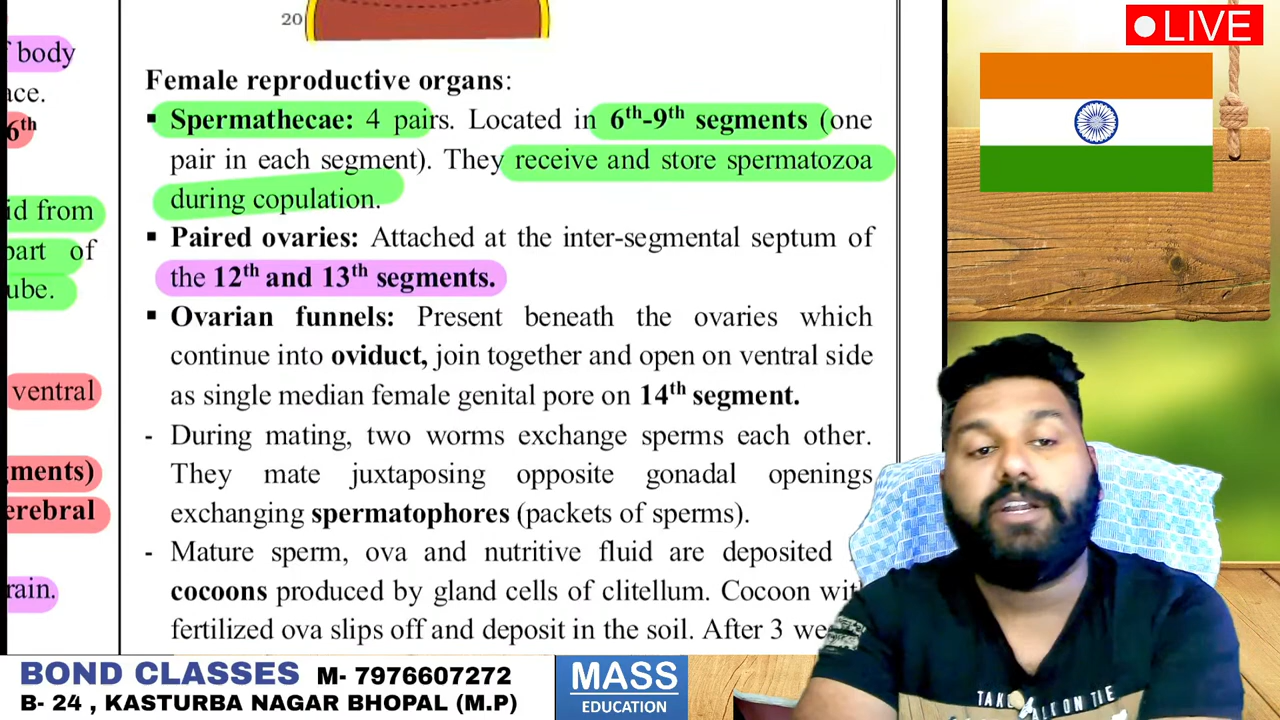 LIVE
20
f body
ace.
6th
id from
part of
ube.
ventral
gments)
erebral
rain.
Female reproductive organs:
▪ Spermathecae: 4 pairs. Located in 6th-9th segments (one
pair in each segment). They receive and store spermatozoa
during copulation.
▪ Paired ovaries: Attached at the inter-segmental septum of
the 12th and 13th segments.
▪ Ovarian funnels: Present beneath the ovaries which
continue into oviduct, join together and open on ventral side
as single median female genital pore on 14th segment.
- During mating, two worms exchange sperms each other.
They mate juxtaposing opposite gonadal openings
exchanging spermatophores (packets of sperms).
- Mature sperm, ova and nutritive fluid are deposited
cocoons produced by gland cells of clitellum. Cocoon with
fertilized ova slips off and deposit in the soil. After 3 we
BOND CLASSES M- 7976607272
B- 24 , KASTURBA NAGAR BHOPAL (M.P)
MASS
EDUCATION
ON TIE